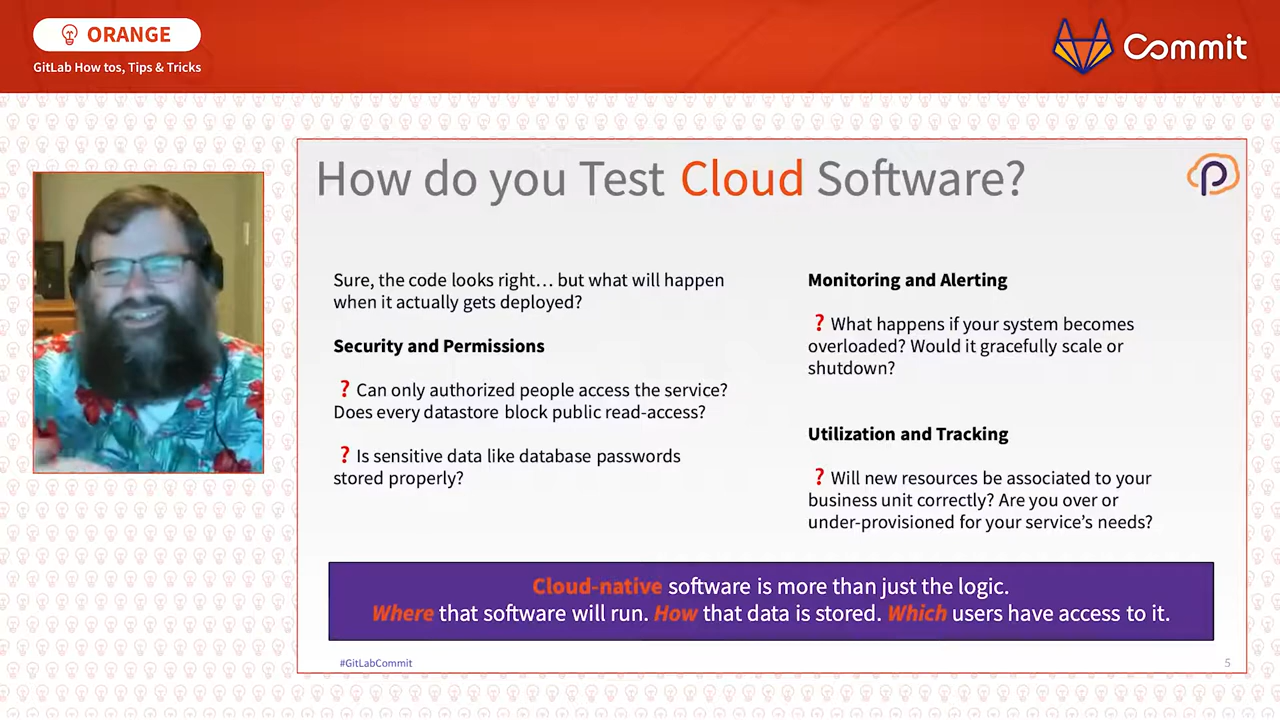 ORANGE
GitLab How tos, Tips & Tricks
Commit
How do you Test Cloud Software?
Sure, the code looks right… but what will happen
when it actually gets deployed?
Security and Permissions
❓ Can only authorized people access the service?
Does every datastore block public read-access?
❓ Is sensitive data like database passwords
stored properly?
Monitoring and Alerting
❓ What happens if your system becomes
overloaded? Would it gracefully scale or
shutdown?
Utilization and Tracking
❓ Will new resources be associated to your
business unit correctly? Are you over or
under-provisioned for your service's needs?
Cloud-native software is more than just the logic.
Where that software will run. How that data is stored. Which users have access to it.
#GitLabCommit
5